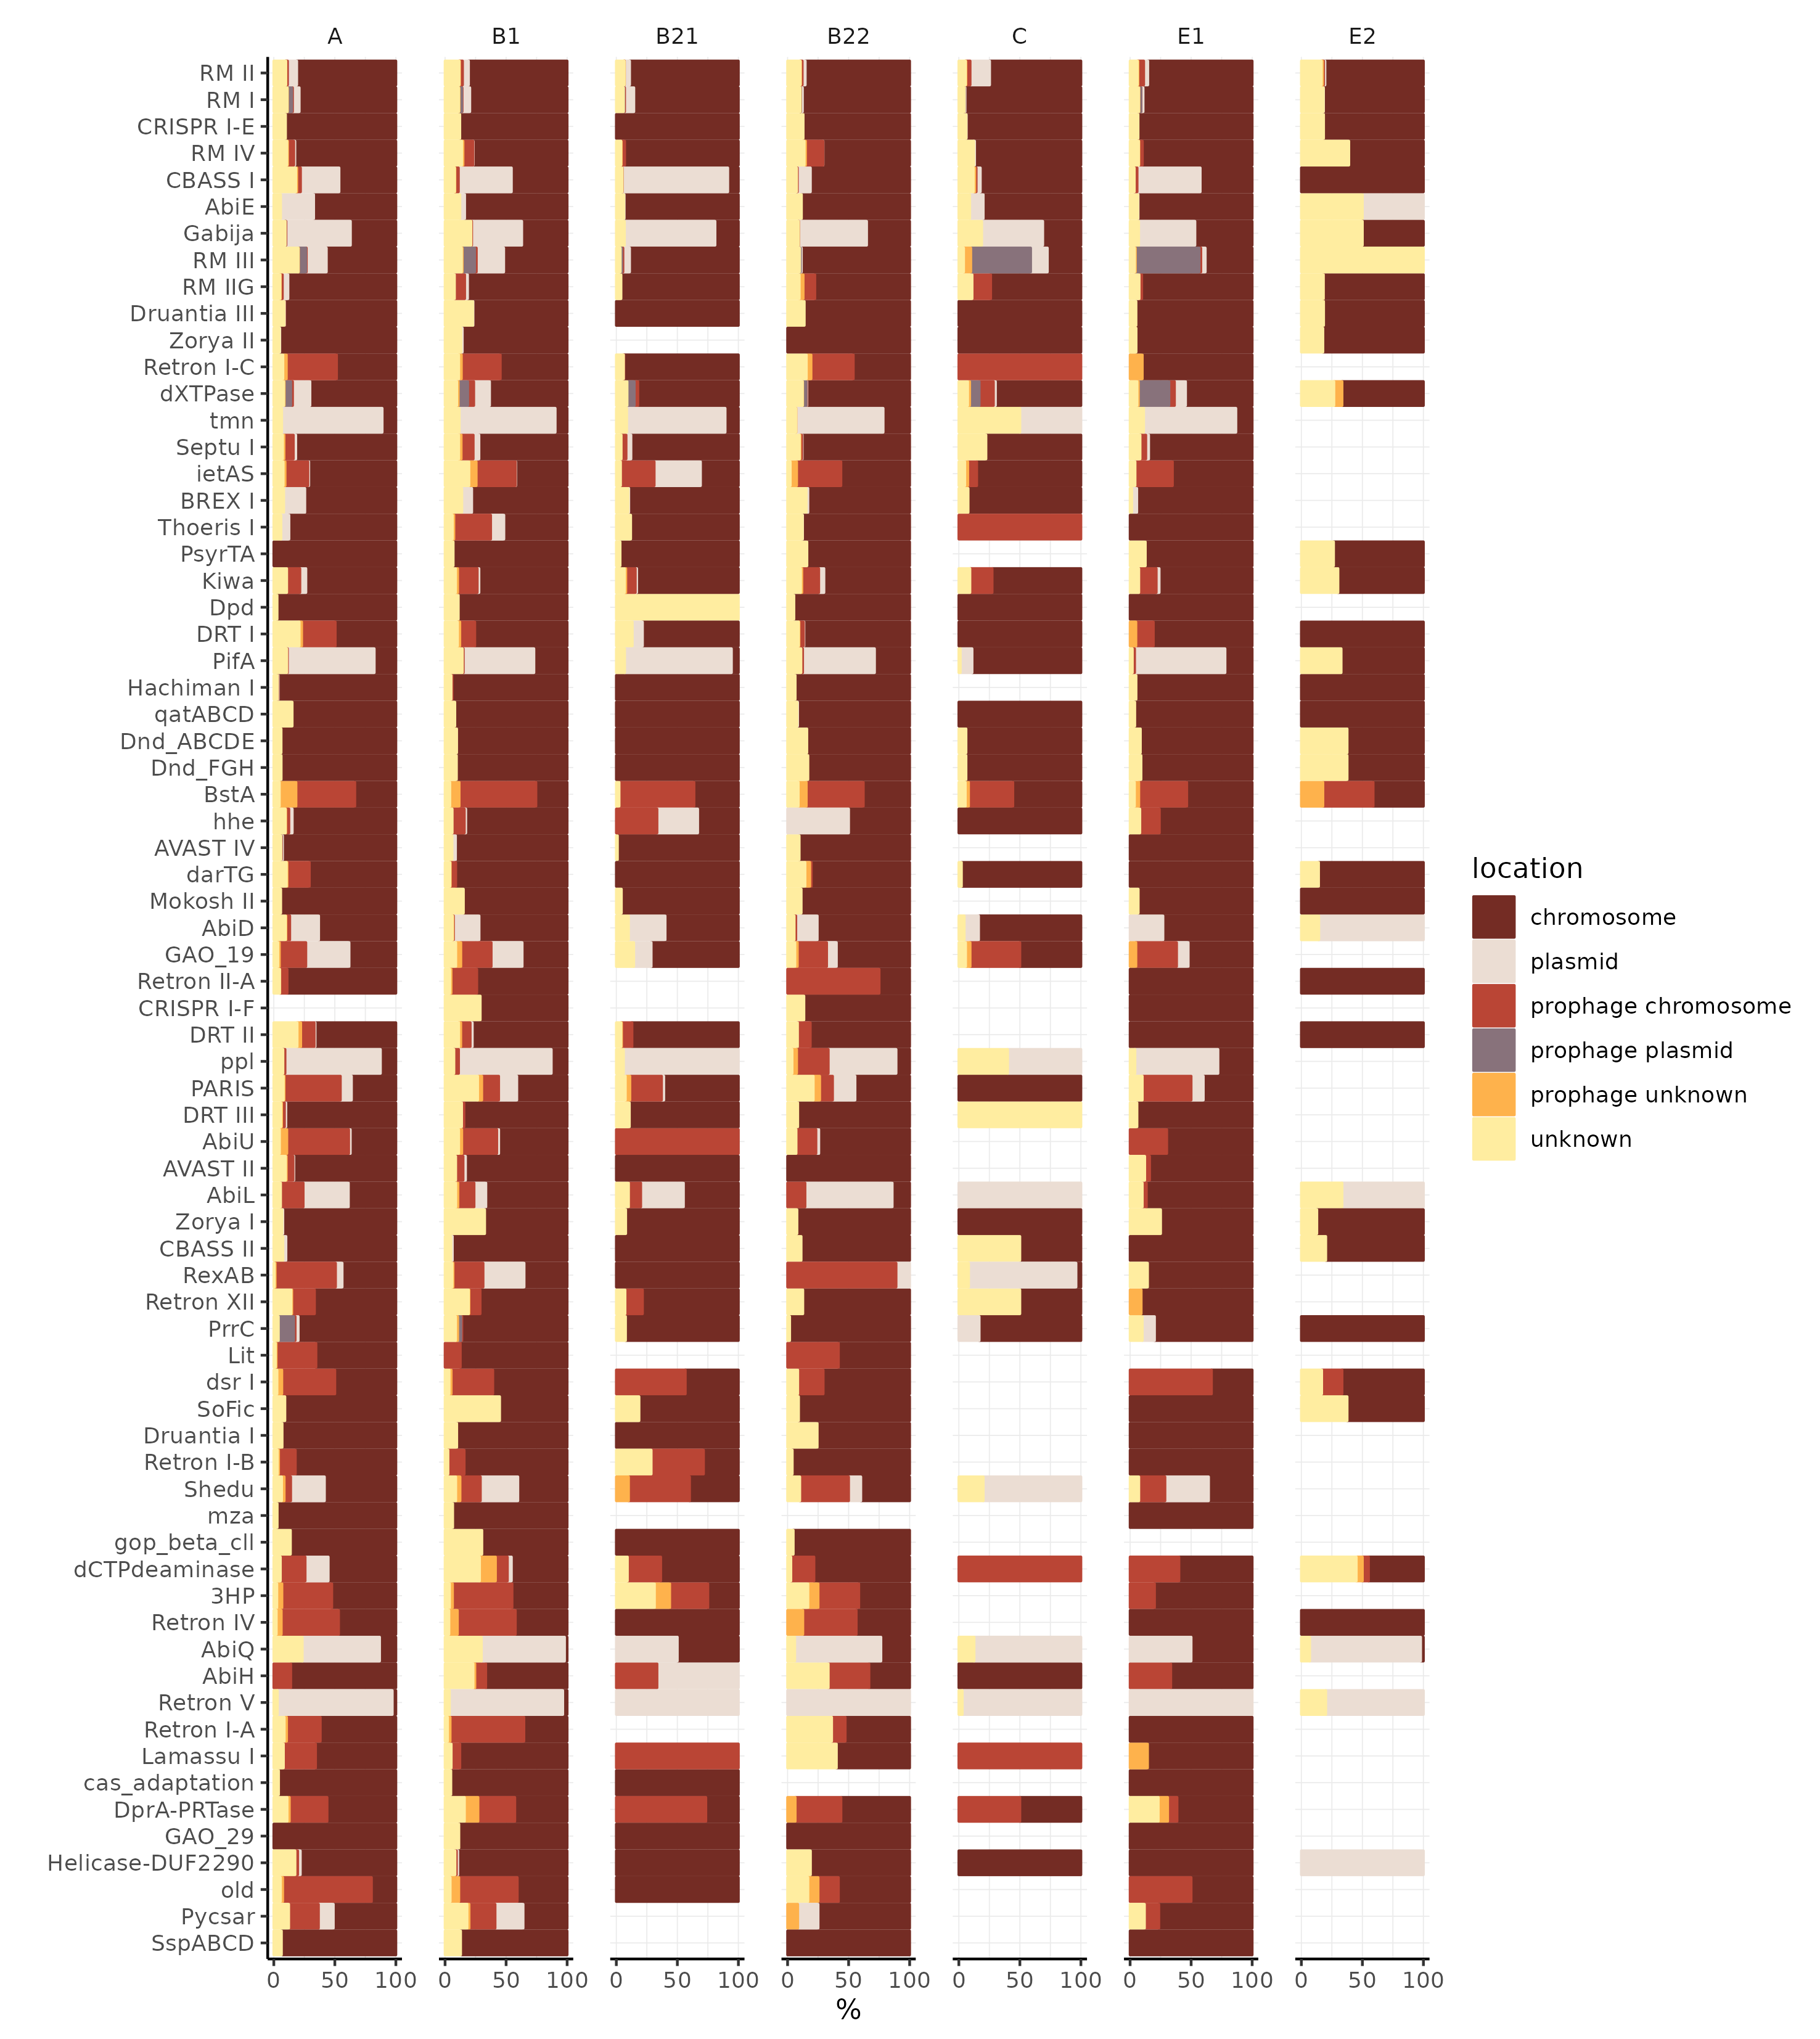 A B1 B21 B22 C E1 E2
RM II
RM I
CRISPR I-E
RM IV
CBASS I
AbiE
Gabija
RM III
RM IIG
Druantia III
Zorya II
Retron I-C
dXTPase
tmn
Septu I
ietAS
BREX I
Thoeris I
PsyrTA
Kiwa
Dpd
DRT I
PifA
Hachiman I
qatABCD
Dnd_ABCDE
Dnd_FGH
BstA
hhe
AVAST IV
darTG
Mokosh II
AbiD
GAO_19
Retron II-A
CRISPR I-F
DRT II
ppl
PARIS
DRT III
AbiU
AVAST II
AbiL
Zorya I
CBASS II
RexAB
Retron XII
PrrC
Lit
dsr I
SoFic
Druantia I
Retron I-B
Shedu
mza
gop_beta_cll
dCTPdeaminase
3HP
Retron IV
AbiQ
AbiH
Retron V
Retron I-A
Lamassu I
cas_adaptation
DprA-PRTase
GAO_29
Helicase-DUF2290
old
Pycsar
SspABCD
0 50 100 0 50 100 0 50 100 0 50 100 0 50 100 0 50 100 0 50 100
%
location
chromosome
plasmid
prophage chromosome
prophage plasmid
prophage unknown
unknown